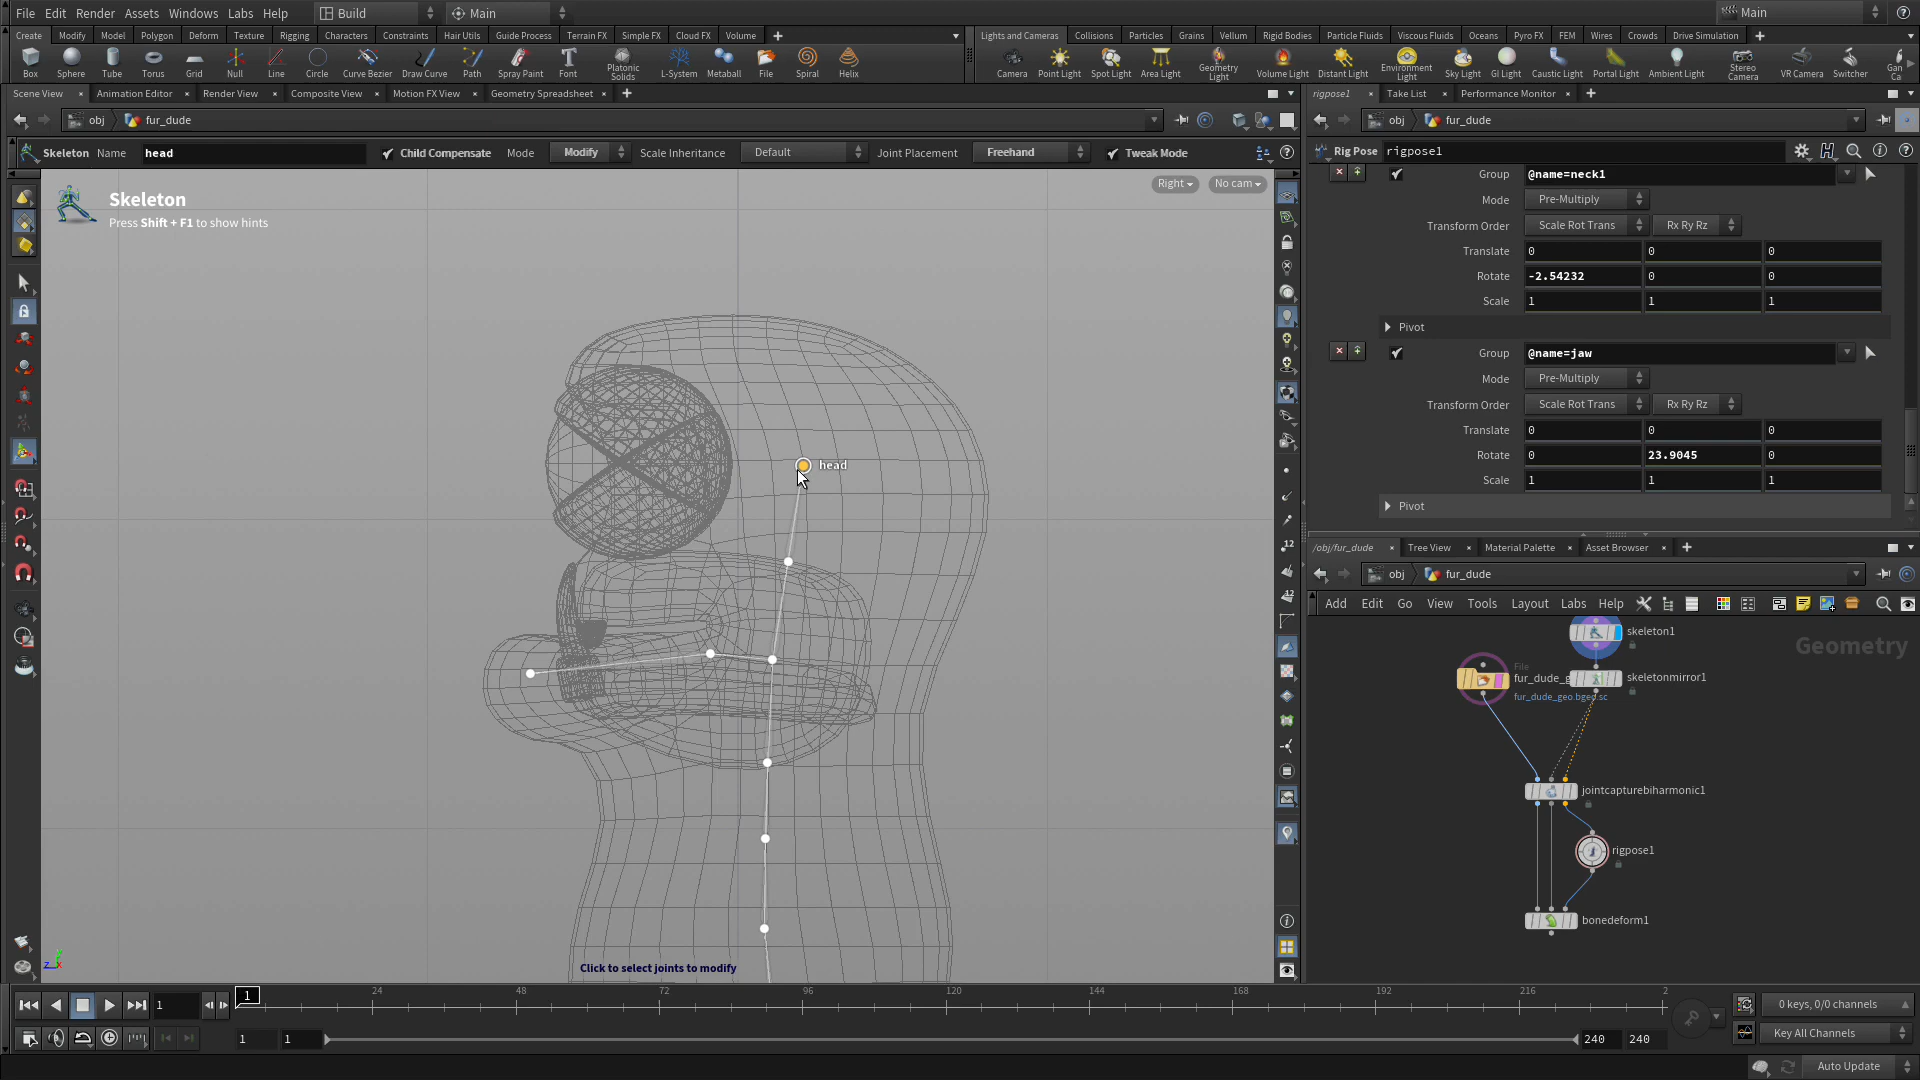 File Edit Render Assets Windows Labs Help Build Main Main
Create Modify Model Polygon Deform Texture Rigging Characters Constraints Hair Utils Guide Process Terrain FX Simple FX Cloud FX Volume
Lights and Cameras Collisions Particles Grains Vellum Rigid Bodies Particle Fluids Viscous Fluids Oceans Pyro FX FEM Wires Crowds Drive Simulation
Box Sphere Tube Torus Grid Null Line Circle Curve Bezier Draw Curve Path Spray Paint Font Platonic Solids L-System Metaball File Spiral Helix
Camera Point Light Spot Light Area Light Geometry Light Volume Light Distant Light Environment Light Sky Light GI Light Caustic Light Portal Light Ambient Light Stereo Camera VR Camera Switcher Gan Ca
Scene View Animation Editor Render View Composite View Motion FX View Geometry Spreadsheet
rigpose1 Take List Performance Monitor
obj fur_dude
obj fur_dude
Skeleton Name head Child Compensate Mode Modify Scale Inheritance Default Joint Placement Freehand Tweak Mode
Rig Pose rigpose1
Skeleton
Press Shift + F1 to show hints
Right No cam
Group @name=neck1
Mode Pre-Multiply
Transform Order Scale Rot Trans Rx Ry Rz
Translate 0 0 0
Rotate -2.54232 0 0
Scale 1 1 1
Pivot
Group @name=jaw
Mode Pre-Multiply
Transform Order Scale Rot Trans Rx Ry Rz
Translate 0 0 0
Rotate 0 23.9045 0
Scale 1 1 1
Pivot
head
12
12
Click to select joints to modify
/obj/fur_dude Tree View Material Palette Asset Browser
obj fur_dude
Add Edit Go View Tools Layout Labs Help
Geometry
skeleton1
File
fur_dude_g
fur_dude_geo.bgeo.sc
skeletonmirror1
jointcapturebiharmonic1
rigpose1
bonedeform1
y
z x
1 1 24 48 72 96 120 144 168 192 216 2
0 keys, 0/0 channels
1 1 240 240
Key All Channels
Auto Update